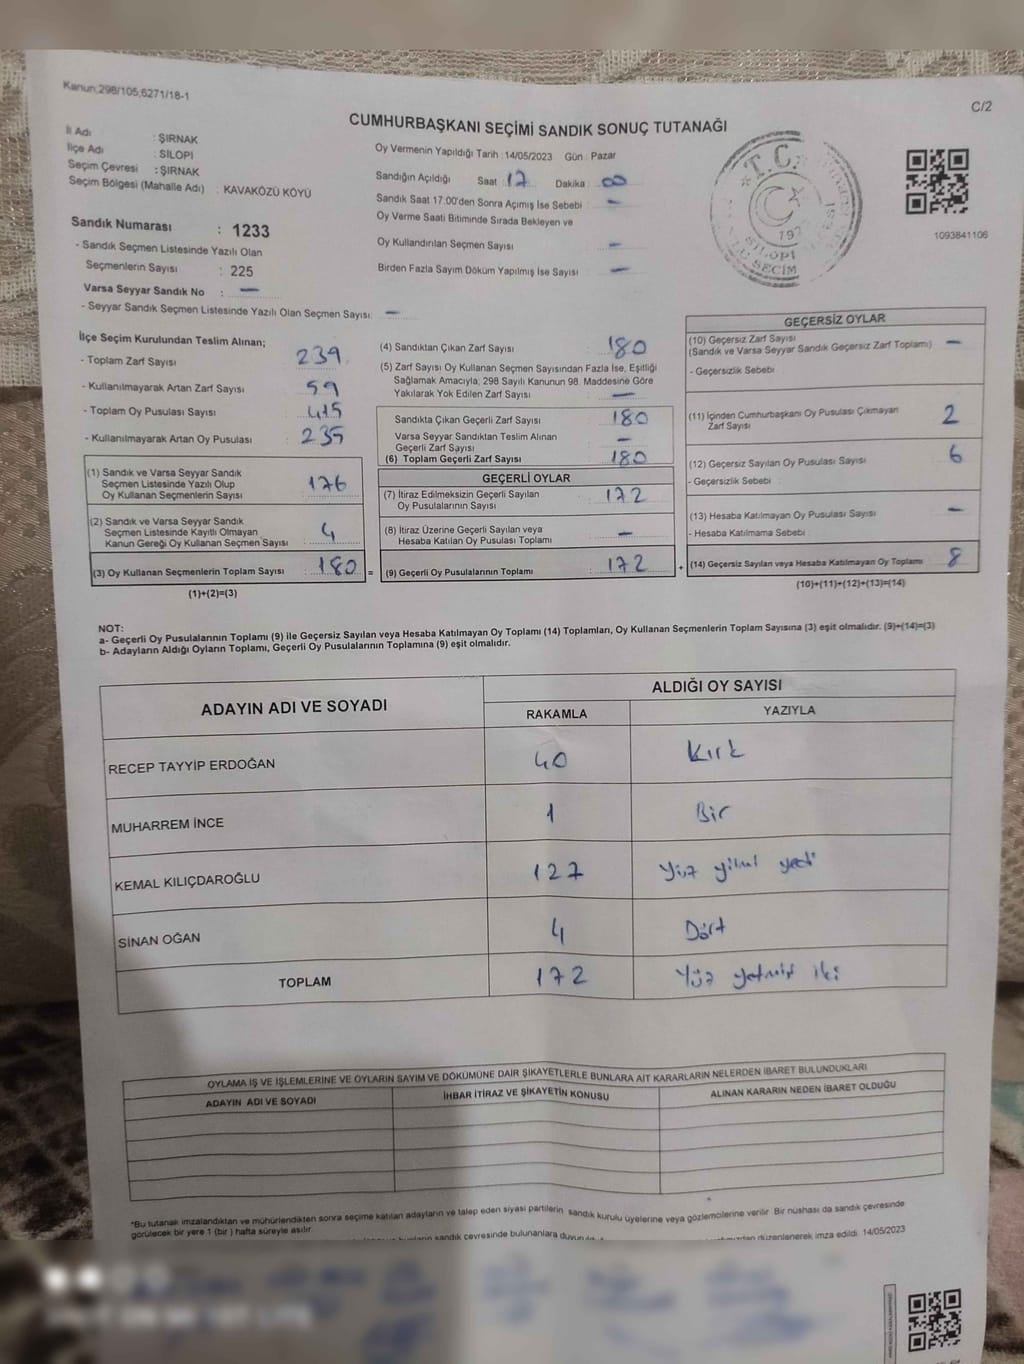 Kanun;298/105;6271/18-1
C/2
CUMHURBAŞKANI SEÇİMİ SANDIK SONUÇ TUTANAĞI
İl Adı : ŞIRNAK
İlçe Adı : SİLOPİ
Seçim Çevresi : ŞIRNAK
Seçim Bölgesi (Mahalle Adı) : KAVAKÖZÜ KÖYÜ
Sandık Numarası : 1233
- Sandık Seçmen Listesinde Yazılı Olan
Seçmenlerin Sayısı : 225
Varsa Seyyar Sandık No : —
- Seyyar Sandık Seçmen Listesinde Yazılı Olan Seçmen Sayısı: —
Oy Vermenin Yapıldığı Tarih : 14/05/2023 Gün : Pazar
Sandığın Açıldığı Saat : 17 Dakika : 00
Sandık Saat 17:00'den Sonra Açımış İse Sebebi : —
Oy Verme Saati Bitiminde Sırada Bekleyen ve
Oy Kullandırılan Seçmen Sayısı : —
Birden Fazla Sayım Döküm Yapılmış İse Sayısı : —
T.C.
SİLOPİ
SEÇİM
1093841106
İlçe Seçim Kurulundan Teslim Alınan;
- Toplam Zarf Sayısı : 239
- Kullanılmayarak Artan Zarf Sayısı : 59
- Toplam Oy Pusulası Sayısı : 415
- Kullanılmayarak Artan Oy Pusulası : 235
(1) Sandık ve Varsa Seyyar Sandık
Seçmen Listesinde Yazılı Olup
Oy Kullanan Seçmenlerin Sayısı : 176
(2) Sandık ve Varsa Seyyar Sandık
Seçmen Listesinde Kayıtlı Olmayan
Kanun Gereği Oy Kullanan Seçmen Sayısı : 4
(3) Oy Kullanan Seçmenlerin Toplam Sayısı : 180 =
(1)+(2)=(3)
(4) Sandıktan Çıkan Zarf Sayısı : 180
(5) Zarf Sayısı Oy Kullanan Seçmen Sayısından Fazla İse, Eşitliği
Sağlamak Amacıyla, 298 Sayılı Kanunun 98. Maddesine Göre
Yakılarak Yok Edilen Zarf Sayısı : —
Sandıkta Çıkan Geçerli Zarf Sayısı : 180
Varsa Seyyar Sandıktan Teslim Alınan
Geçerli Zarf Sayısı : —
(6) Toplam Geçerli Zarf Sayısı : 180
GEÇERLİ OYLAR
(7) İtiraz Edilmeksizin Geçerli Sayılan
Oy Pusulalarının Sayısı : 172
(8) İtiraz Üzerine Geçerli Sayılan veya
Hesaba Katılan Oy Pusulası Toplamı : —
(9) Geçerli Oy Pusulalarının Toplamı : 172 +
GEÇERSİZ OYLAR
(10) Geçersiz Zarf Sayısı : —
(Sandık ve Varsa Seyyar Sandık Geçersiz Zarf Toplamı)
- Geçersizlik Sebebi :
(11) İçinden Cumhurbaşkanı Oy Pusulası Çıkmayan
Zarf Sayısı : 2
(12) Geçersiz Sayılan Oy Pusulası Sayısı : 6
- Geçersizlik Sebebi :
(13) Hesaba Katılmayan Oy Pusulası Sayısı : —
- Hesaba Katılmama Sebebi :
(14) Geçersiz Sayılan veya Hesaba Katılmayan Oy Toplamı : 8
(10)+(11)+(12)+(13)=(14)
NOT:
a- Geçerli Oy Pusulalarının Toplamı (9) ile Geçersiz Sayılan veya Hesaba Katılmayan Oy Toplamı (14) Toplamları, Oy Kullanan Seçmenlerin Toplam Sayısına (3) eşit olmalıdır. (9)+(14)=(3)
b- Adayların Aldığı Oyların Toplamı, Geçerli Oy Pusulalarının Toplamına (9) eşit olmalıdır.
ADAYIN ADI VE SOYADI ALDIĞI OY SAYISI
RAKAMLA YAZIYLA
RECEP TAYYİP ERDOĞAN 40 Kırk
MUHARREM İNCE 1 Bir
KEMAL KILIÇDAROĞLU 127 Yüz yirmi yedi
SİNAN OĞAN 4 Dört
TOPLAM 172 Yüz yetmiş iki
OYLAMA İŞ VE İŞLEMLERİNE VE OYLARIN SAYIM VE DÖKÜMÜNE DAİR ŞİKAYETLERLE BUNLARA AİT KARARLARIN NELERDEN İBARET BULUNDUKLARI
ADAYIN ADI VE SOYADI İHBAR İTİRAZ VE ŞİKAYETİN KONUSU ALINAN KARARIN NEDEN İBARET OLDUĞU
*Bu tutanak imzalandıktan ve mühürlendikten sonra seçime katılan adayların ve talep eden siyasi partilerin sandık kurulu üyelerine veya gözlemcilerine verilir. Bir nüshası da sandık çevresinde
görülecek bir yere 1 (bir) hafta süreyle asılır.
sandık çevresinde bulunanlara düzenlenerek imza edildi. 14/05/2023